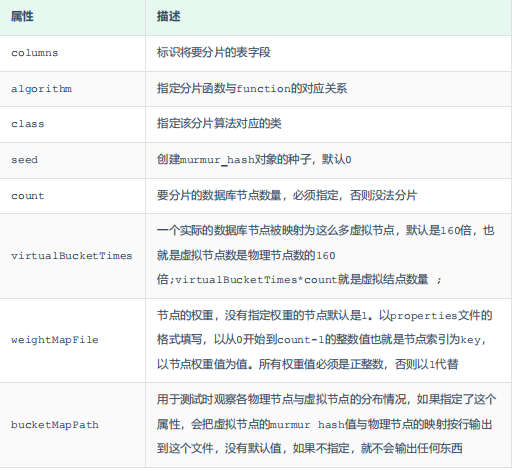 属性 描述
columns 标识将要分片的表字段
algorithm 指定分片函数与function的对应关系
class 指定该分片算法对应的类
seed 创建murmur_hash对象的种子，默认0
count 要分片的数据库节点数量，必须指定，否则没法分片
一个实际的数据库节点被映射为这么多虚拟节点，默认是160倍，也
virtualBucketTimes 就是虚拟节点数是物理节点数的160
倍;virtualBucketTimes*count就是虚拟结点数量 ;
节点的权重，没有指定权重的节点默认是1。以properties文件的
weightMapFile 格式填写，以从0开始到count-1的整数值也就是节点索引为key，
以节点权重值为值。所有权重值必须是正整数，否则以1代替
用于测试时观察各物理节点与虚拟节点的分布情况，如果指定了这个
bucketMapPath 属性，会把虚拟节点的murmur hash值与物理节点的映射按行输出
到这个文件，没有默认值，如果不指定，就不会输出任何东西